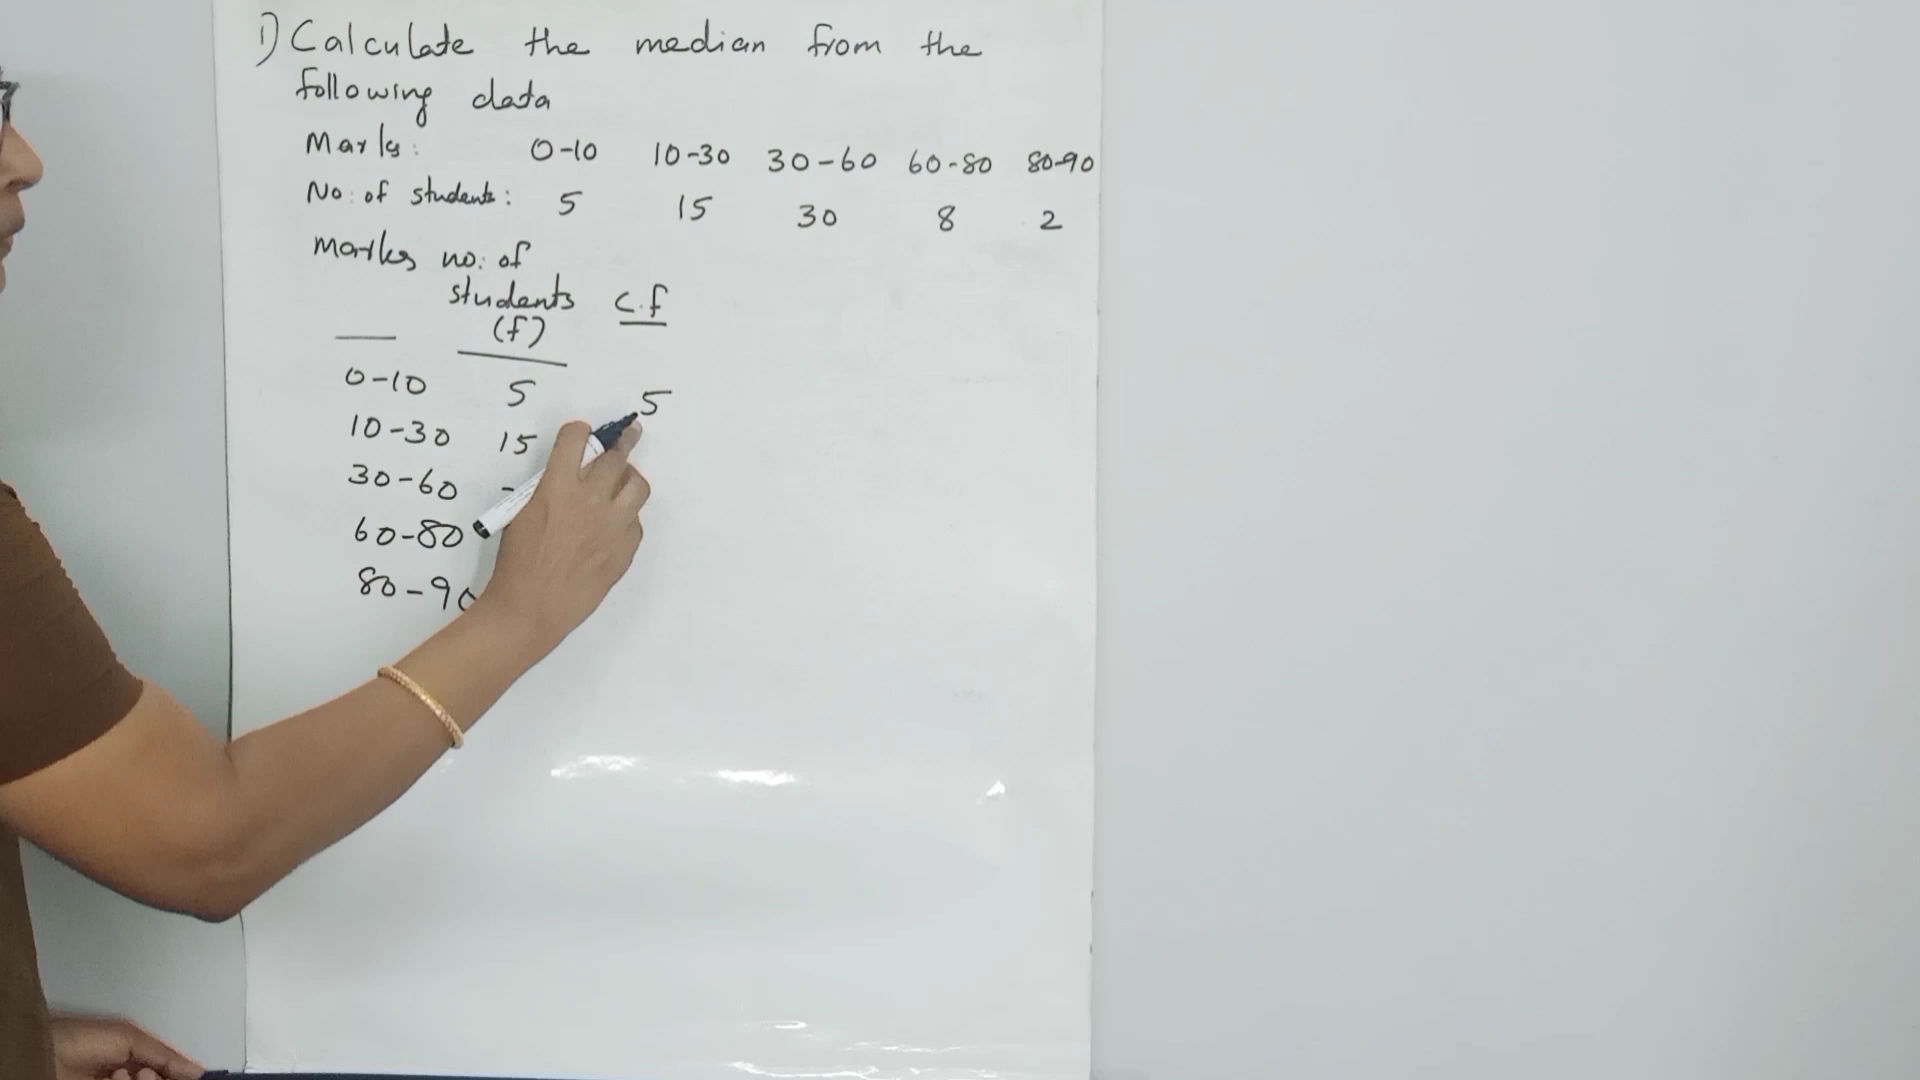 1) Calculate the median from the
following data
Marks: 0-10 10-30 30-60 60-80 80-90
No: of students: 5 15 30 8 2
Marks no: of
students c.f
(f)
0-10 5 5
10-30 15
30-60
60-80
80-90